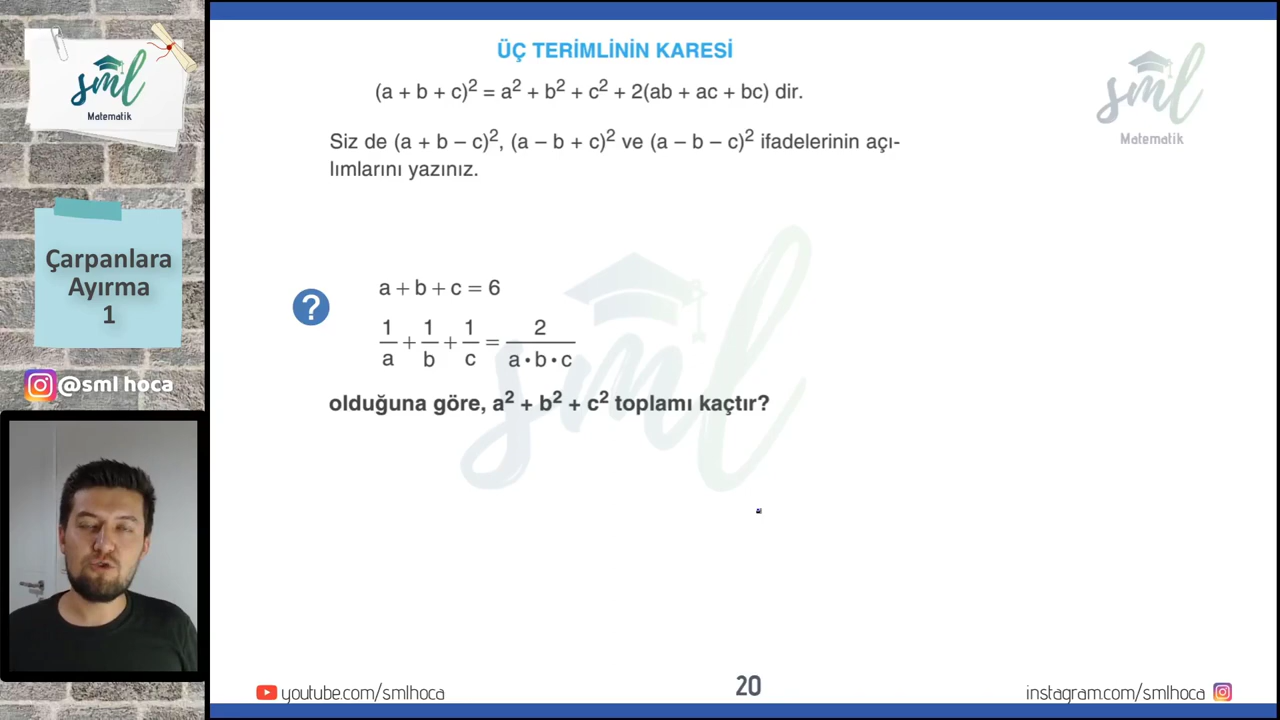 sml
Matematik
Çarpanlara
Ayırma
1
@sml hoca
ÜÇ TERİMLİNİN KARESİ
(a + b + c)² = a² + b² + c² + 2(ab + ac + bc) dir.
Siz de (a + b – c)², (a – b + c)² ve (a – b – c)² ifadelerinin açı-
lımlarını yazınız.
sml
Matematik
?
a + b + c = 6
1/a + 1/b + 1/c = 2/(a • b • c)
olduğuna göre, a² + b² + c² toplamı kaçtır?
sml
youtube.com/smlhoca
20
instagram.com/smlhoca